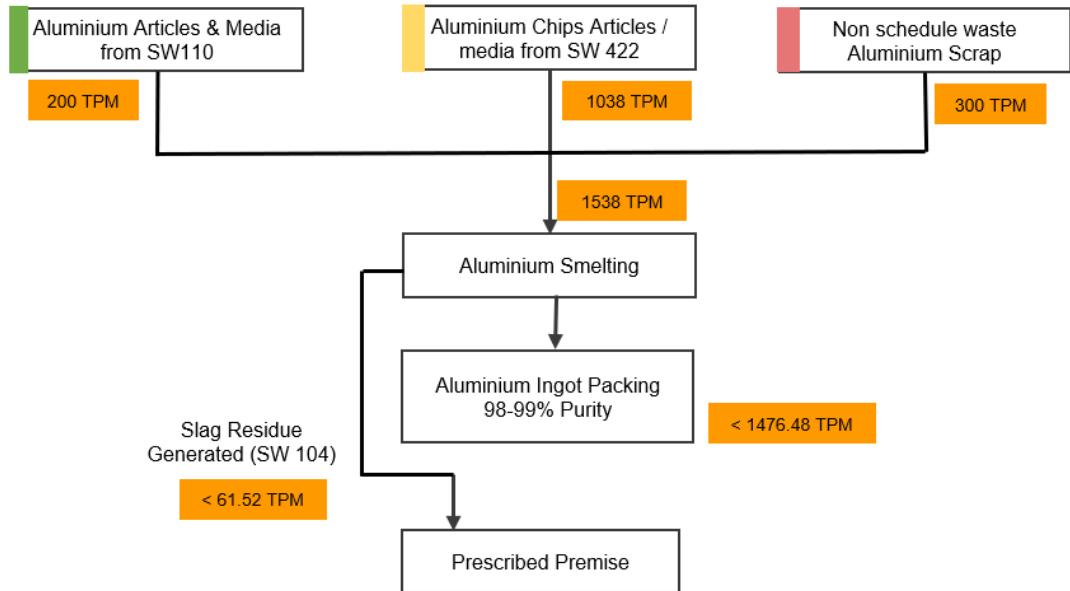 Aluminium Articles & Media
from SW110
Aluminium Chips Articles /
media from SW 422
Non schedule waste
Aluminium Scrap
200 TPM
1038 TPM
300 TPM
1538 TPM
Aluminium Smelting
Aluminium Ingot Packing
98-99% Purity
< 1476.48 TPM
Slag Residue
Generated (SW 104)
< 61.52 TPM
Prescribed Premise